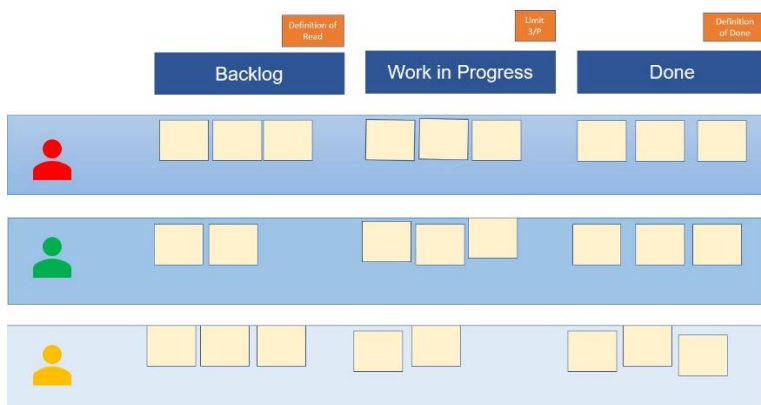 Definition of
Read
Limit
3/P
Definition
of Done
Backlog
Work in Progress
Done